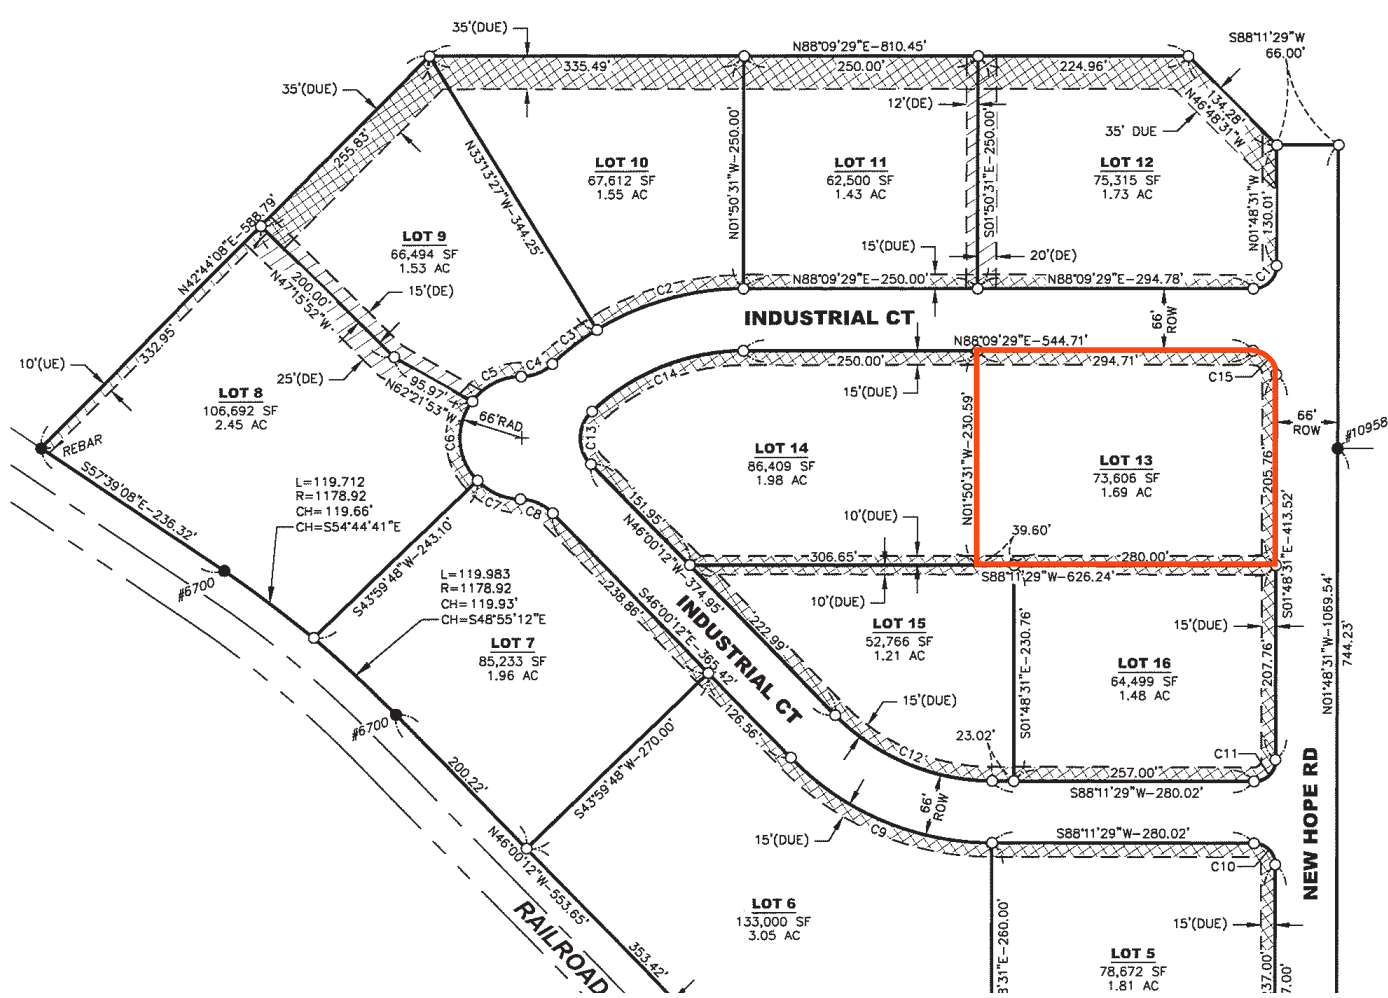 35'(DUE)
N88°09'29"E-810.45'
S88°11'29"W
66.00'
335.49'
250.00'
224.96'
35'(DUE)
12'(DE)
134.28'
N46°48'31"W
35' DUE
255.83'
N33°13'27"W-344.25'
N01°50'31"W-250.00'
S01°50'31"E-250.00'
LOT 10
67,612 SF
1.55 AC
LOT 11
62,500 SF
1.43 AC
LOT 12
75,315 SF
1.73 AC
N01°48'31"W
130.01'
N42°44'08"E-588.79'
LOT 9
66,494 SF
1.53 AC
15'(DUE)
20'(DE)
C1
200.00'
N47°15'52"W
15'(DE)
C2
N88°09'29"E-250.00'
N88°09'29"E-294.78'
332.95'
INDUSTRIAL CT
66'
ROW
C3
C4
C5
N88°09'29"E-544.71'
250.00'
294.71'
10'(UE)
25'(DE)
95.97'
N62°21'53"W
C14
15'(DUE)
C15
LOT 8
106,692 SF
2.45 AC
66'RAD
66'
ROW
#10958
REBAR
C6
C13
N01°50'31"W-230.59'
LOT 14
86,409 SF
1.98 AC
LOT 13
73,606 SF
1.69 AC
205.76'
S57°39'08"E-236.32'
L=119.712
R=1178.92
CH=119.66'
CH=S54°44'41"E
C7
C8
151.95'
N46°00'12"W-374.95'
10'(DUE)
39.60'
S01°48'31"E-413.52'
S43°59'48"W-243.10'
306.65'
280.00'
S88°11'29"W-626.24'
#6700
L=119.983
R=1178.92
CH=119.93'
CH=S48°55'12"E
238.86'
S46°00'12"E-365.42'
INDUSTRIAL CT
222.99'
10'(DUE)
LOT 15
52,766 SF
1.21 AC
S01°48'31"E-230.76'
15'(DUE)
N01°48'31"W-1069.54'
744.23'
LOT 7
85,233 SF
1.96 AC
LOT 16
64,499 SF
1.48 AC
207.76'
#6700
126.56'
15'(DUE)
C12
23.02'
C11
257.00'
S88°11'29"W-280.02'
200.22'
S43°59'48"W-270.00'
66'
ROW
NEW HOPE RD
15'(DUE)
C9
S88°11'29"W-280.02'
C10
N46°00'12"W-553.65'
LOT 6
133,000 SF
3.05 AC
RAILROAD
353.42'
8'31"E-260.00'
15'(DUE)
LOT 5
78,672 SF
1.81 AC
237.00'
7.00'